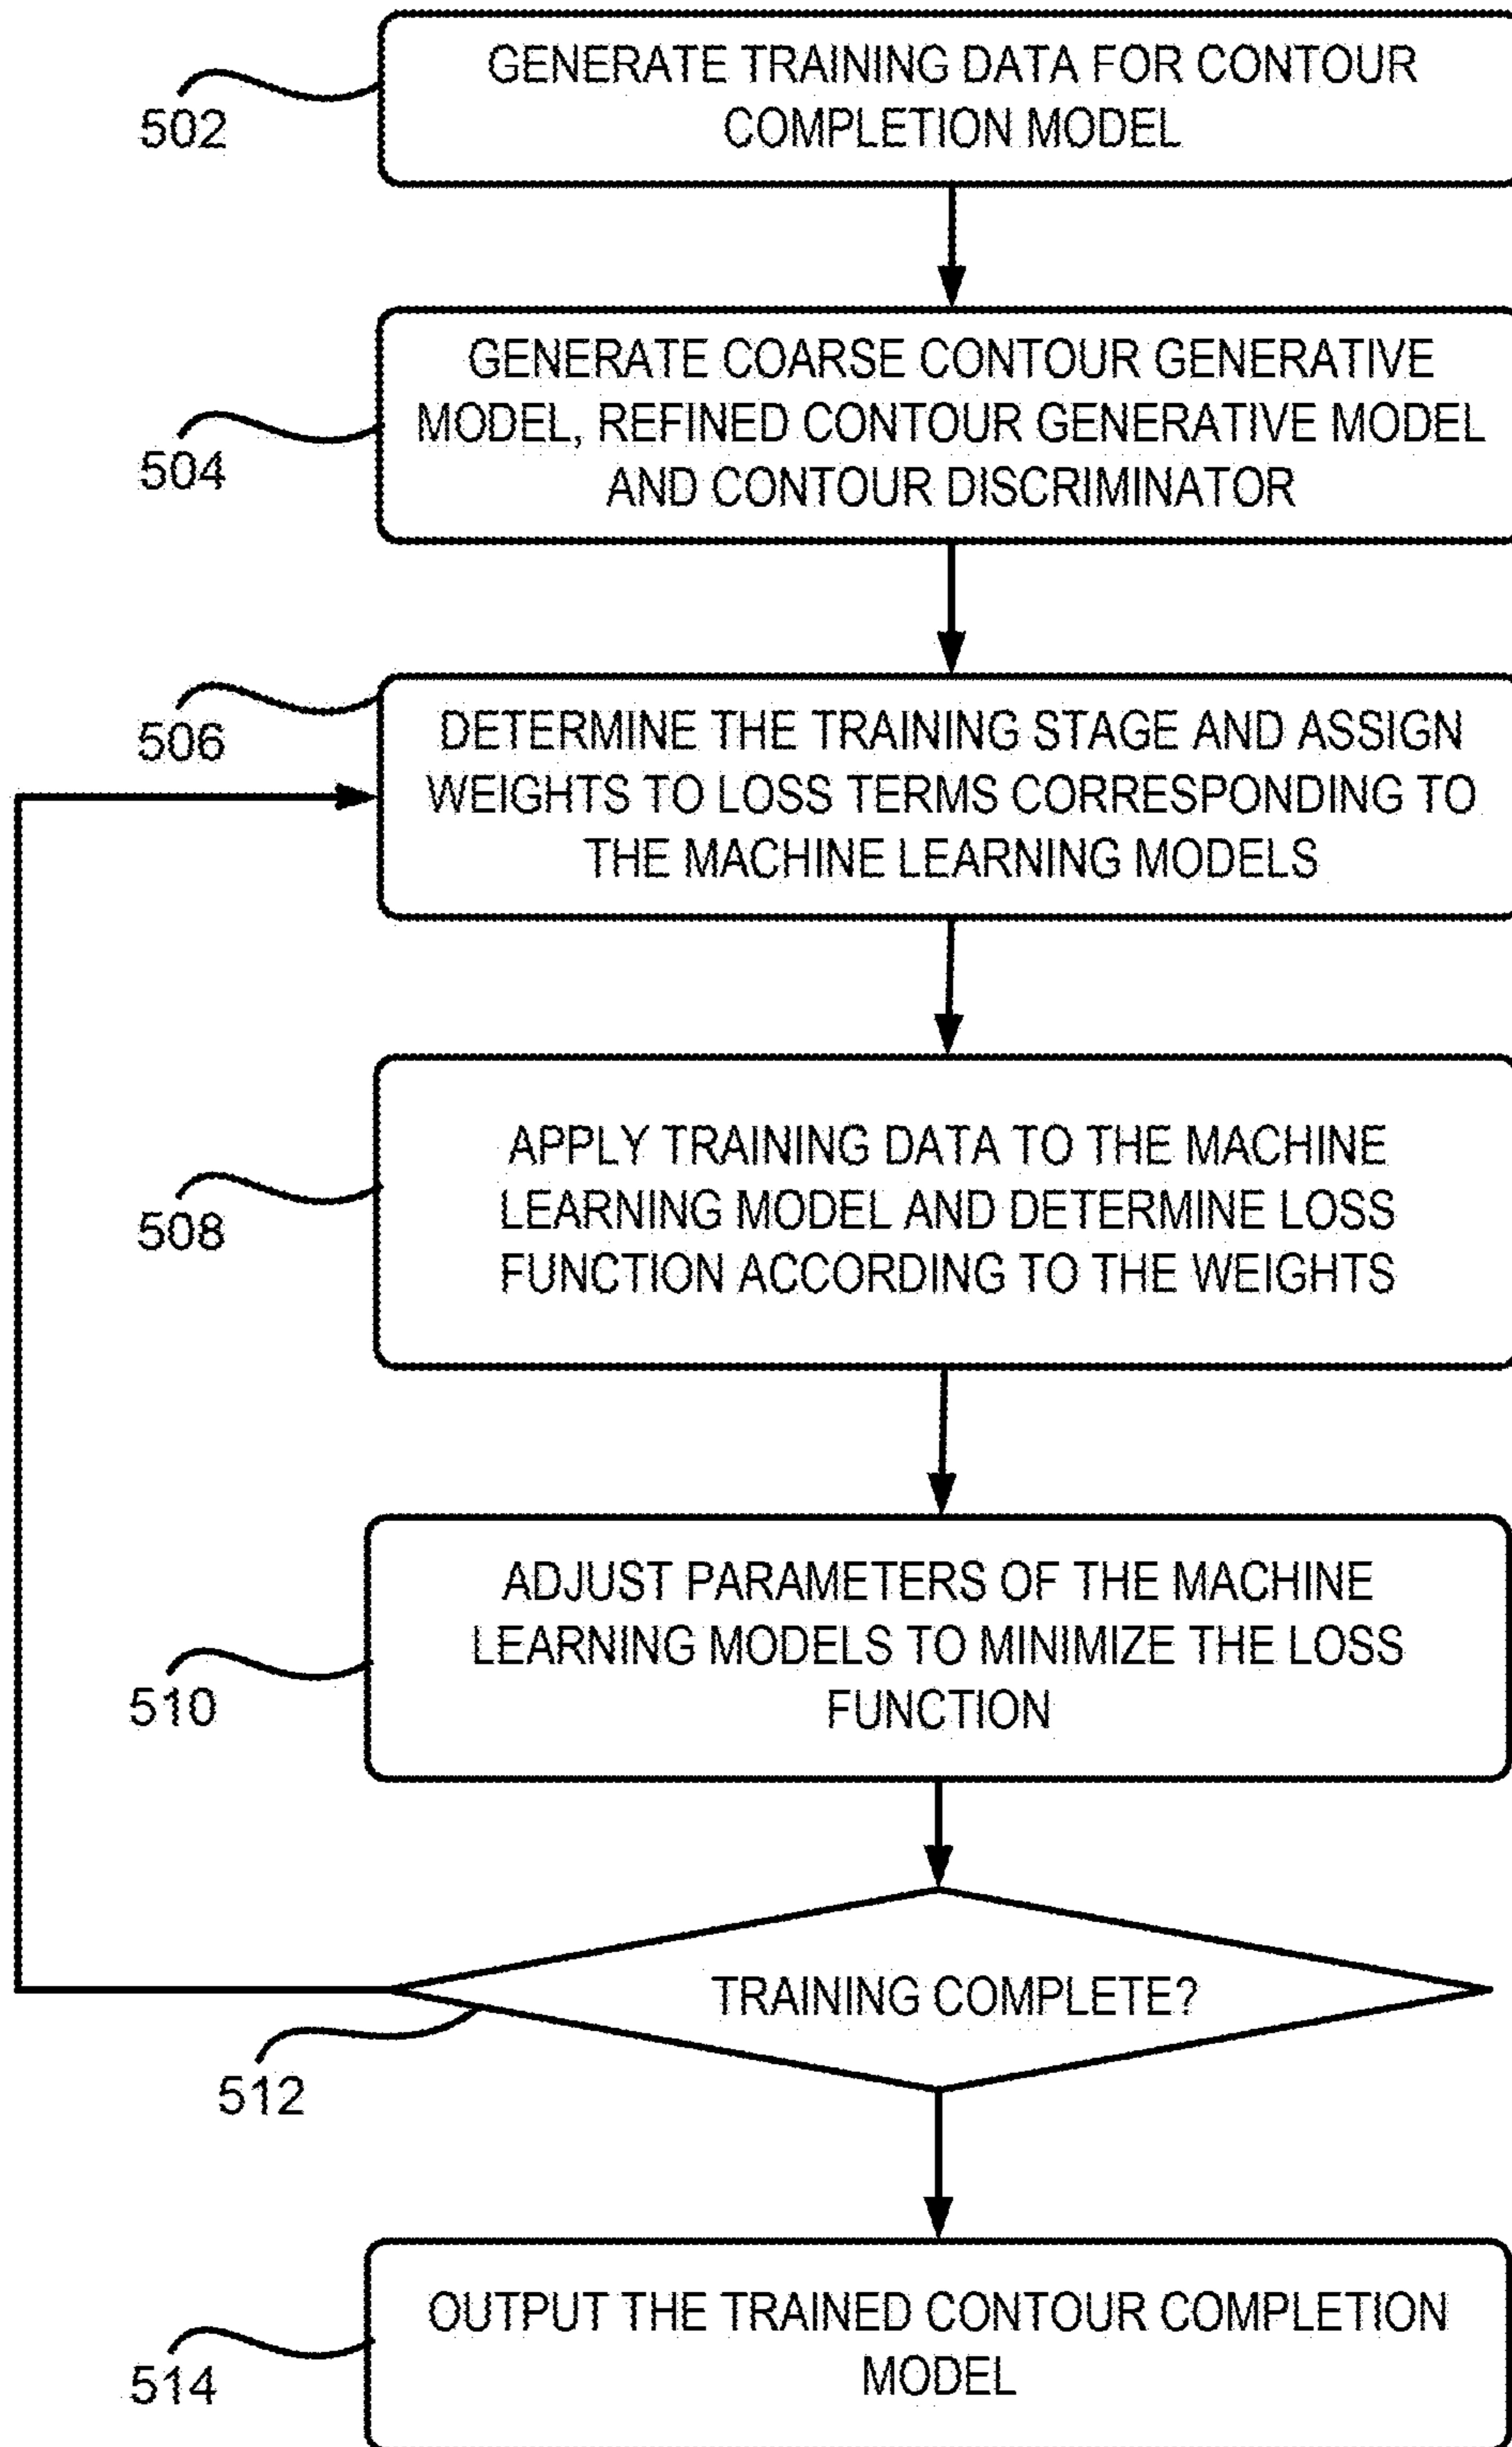 GENERATE TRAINING DATA FOR CONTOUR
COMPLETION MODEL
502
GENERATE COARSE CONTOUR GENERATIVE
MODEL, REFINED CONTOUR GENERATIVE MODEL
AND CONTOUR DISCRIMINATOR
504
506
DETERMINE THE TRAINING STAGE AND ASSIGN
WEIGHTS TO LOSS TERMS CORRESPONDING TO
THE MACHINE LEARNING MODELS
APPLY TRAINING DATA TO THE MACHINE
LEARNING MODEL AND DETERMINE LOSS
FUNCTION ACCORDING TO THE WEIGHTS
508
ADJUST PARAMETERS OF THE MACHINE
LEARNING MODELS TO MINIMIZE THE LOSS
FUNCTION
510
TRAINING COMPLETE?
512
OUTPUT THE TRAINED CONTOUR COMPLETION
MODEL
514